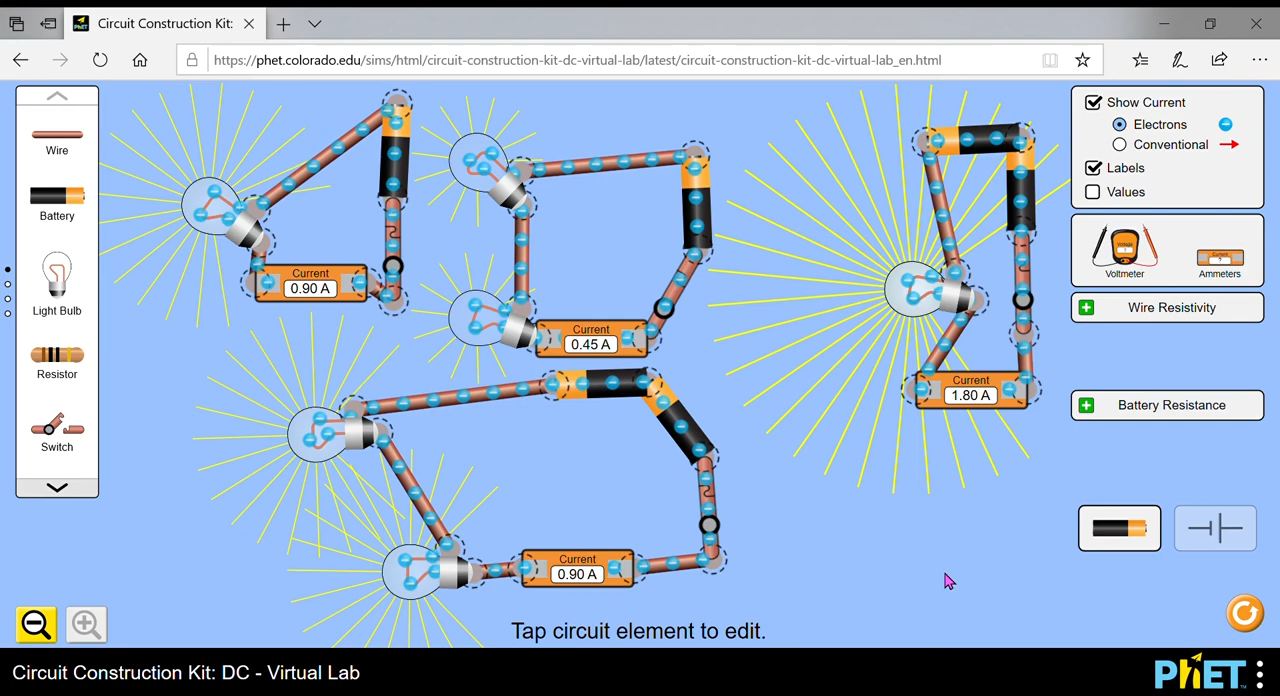 Circuit Construction Kit:
https://phet.colorado.edu/sims/html/circuit-construction-kit-dc-virtual-lab/latest/circuit-construction-kit-dc-virtual-lab_en.html
Wire
Battery
Light Bulb
Resistor
Switch
Current
0.90 A
Current
0.45 A
Current
0.90 A
Current
1.80 A
Show Current
Electrons
Conventional
Labels
Values
Voltmeter
Ammeters
Wire Resistivity
Battery Resistance
Tap circuit element to edit.
Circuit Construction Kit: DC - Virtual Lab
PhET